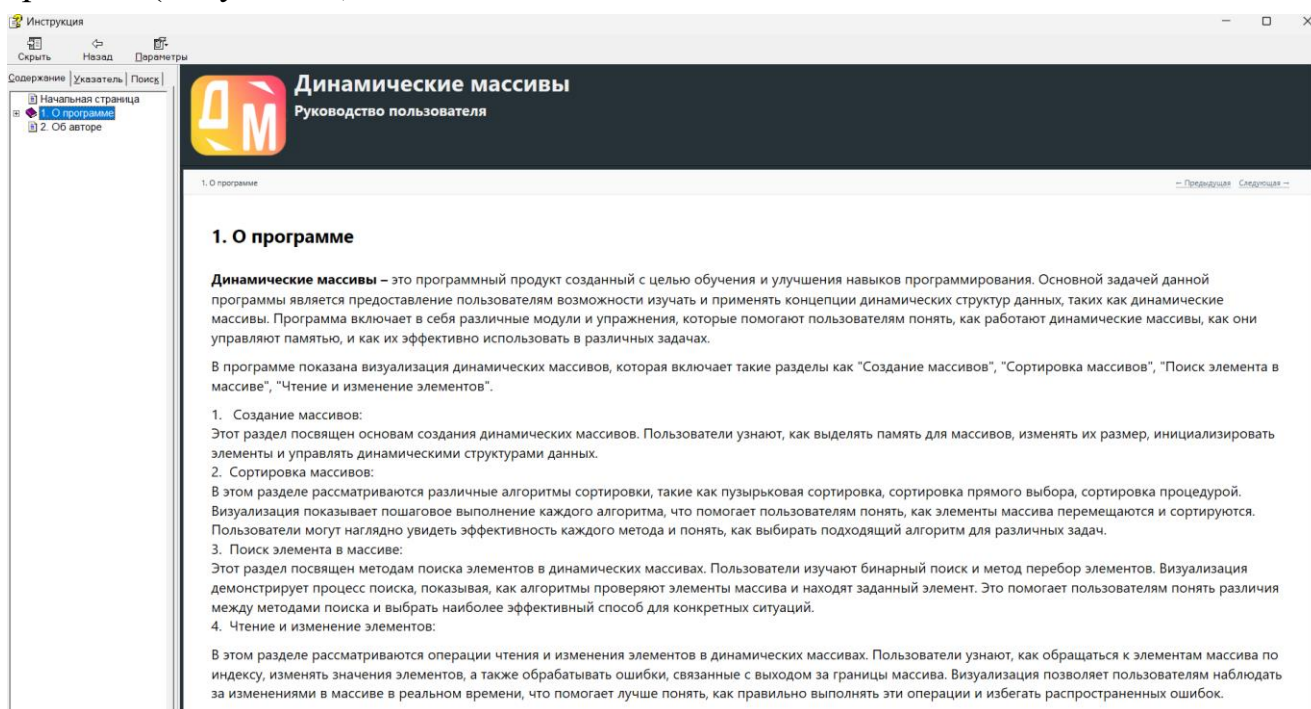 Инструкция
Скрыть Назад Параметры
Содержание Указатель Поиск
Начальная страница
1. О программе
2. Об авторе
ДМ
Динамические массивы
Руководство пользователя
1. О программе
← Предыдущая Следующая →
1. О программе
Динамические массивы – это программный продукт созданный с целью обучения и улучшения навыков программирования. Основной задачей данной
программы является предоставление пользователям возможности изучать и применять концепции динамических структур данных, таких как динамические
массивы. Программа включает в себя различные модули и упражнения, которые помогают пользователям понять, как работают динамические массивы, как они
управляют памятью, и как их эффективно использовать в различных задачах.
В программе показана визуализация динамических массивов, которая включает такие разделы как "Создание массивов", "Сортировка массивов", "Поиск элемента в
массиве", "Чтение и изменение элементов".
1. Создание массивов:
Этот раздел посвящен основам создания динамических массивов. Пользователи узнают, как выделять память для массивов, изменять их размер, инициализировать
элементы и управлять динамическими структурами данных.
2. Сортировка массивов:
В этом разделе рассматриваются различные алгоритмы сортировки, такие как пузырьковая сортировка, сортировка прямого выбора, сортировка процедурой.
Визуализация показывает пошаговое выполнение каждого алгоритма, что помогает пользователям понять, как элементы массива перемещаются и сортируются.
Пользователи могут наглядно увидеть эффективность каждого метода и понять, как выбирать подходящий алгоритм для различных задач.
3. Поиск элемента в массиве:
Этот раздел посвящен методам поиска элементов в динамических массивах. Пользователи изучают бинарный поиск и метод перебор элементов. Визуализация
демонстрирует процесс поиска, показывая, как алгоритмы проверяют элементы массива и находят заданный элемент. Это помогает пользователям понять различия
между методами поиска и выбрать наиболее эффективный способ для конкретных ситуаций.
4. Чтение и изменение элементов:
В этом разделе рассматриваются операции чтения и изменения элементов в динамических массивах. Пользователи узнают, как обращаться к элементам массива по
индексу, изменять значения элементов, а также обрабатывать ошибки, связанные с выходом за границы массива. Визуализация позволяет пользователям наблюдать
за изменениями в массиве в реальном времени, что помогает лучше понять, как правильно выполнять эти операции и избегать распространенных ошибок.